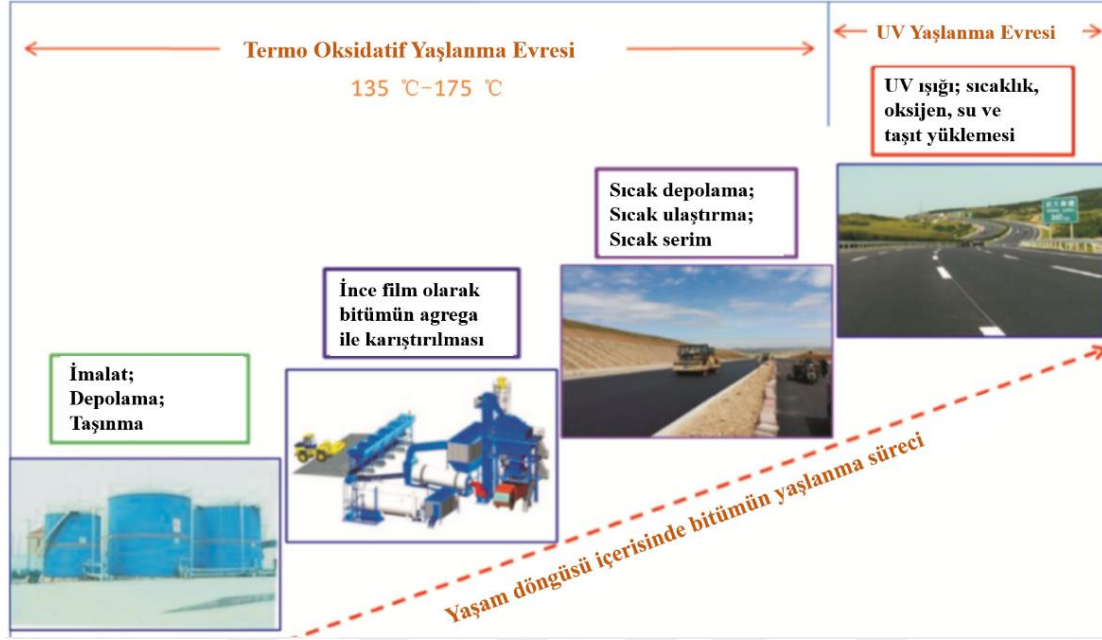 Termo Oksidatif Yaşlanma Evresi
135 ℃-175 ℃
UV Yaşlanma Evresi
UV ışığı; sıcaklık,
oksijen, su ve
taşıt yüklemesi
Sıcak depolama;
Sıcak ulaştırma;
Sıcak serim
İnce film olarak
bitümün agrega
ile karıştırılması
İmalat;
Depolama;
Taşınma
Yaşam döngüsü içerisinde bitümün yaşlanma süreci